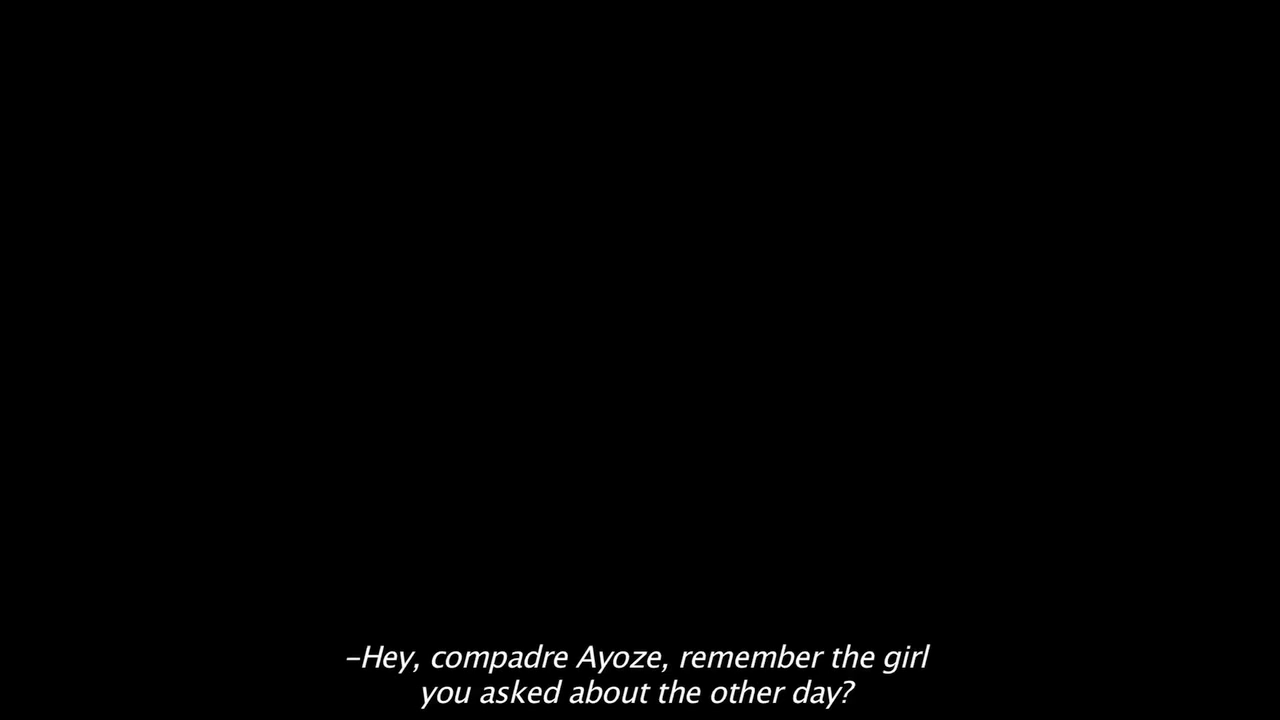 –Hey, compadre Ayoze, remember the girl
you asked about the other day?